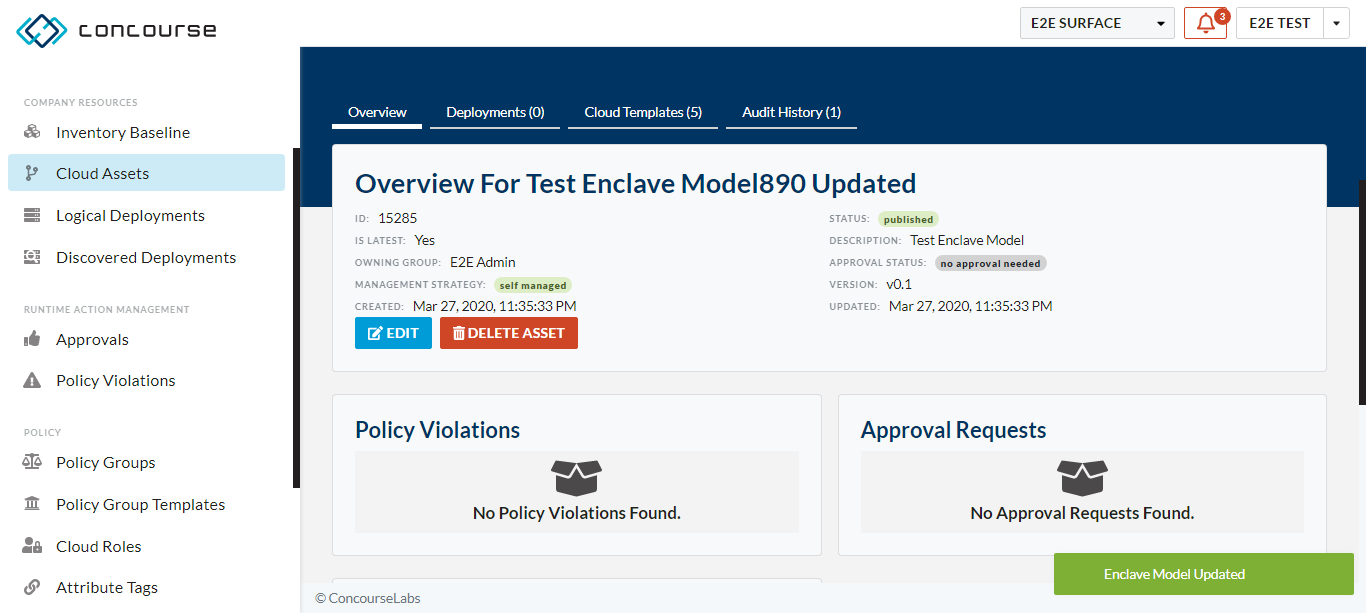 concourse
E2E SURFACE
3
E2E TEST
COMPANY RESOURCES
Inventory Baseline
Cloud Assets
Logical Deployments
Discovered Deployments
RUNTIME ACTION MANAGEMENT
Approvals
Policy Violations
POLICY
Policy Groups
Policy Group Templates
Cloud Roles
Attribute Tags
Overview
Deployments (0)
Cloud Templates (5)
Audit History (1)
Overview For Test Enclave Model890 Updated
ID: 15285
IS LATEST: Yes
OWNING GROUP: E2E Admin
MANAGEMENT STRATEGY: self managed
CREATED: Mar 27, 2020, 11:35:33 PM
STATUS: published
DESCRIPTION: Test Enclave Model
APPROVAL STATUS: no approval needed
VERSION: v0.1
UPDATED: Mar 27, 2020, 11:35:33 PM
EDIT
DELETE ASSET
Policy Violations
No Policy Violations Found.
Approval Requests
No Approval Requests Found.
Enclave Model Updated
© ConcourseLabs